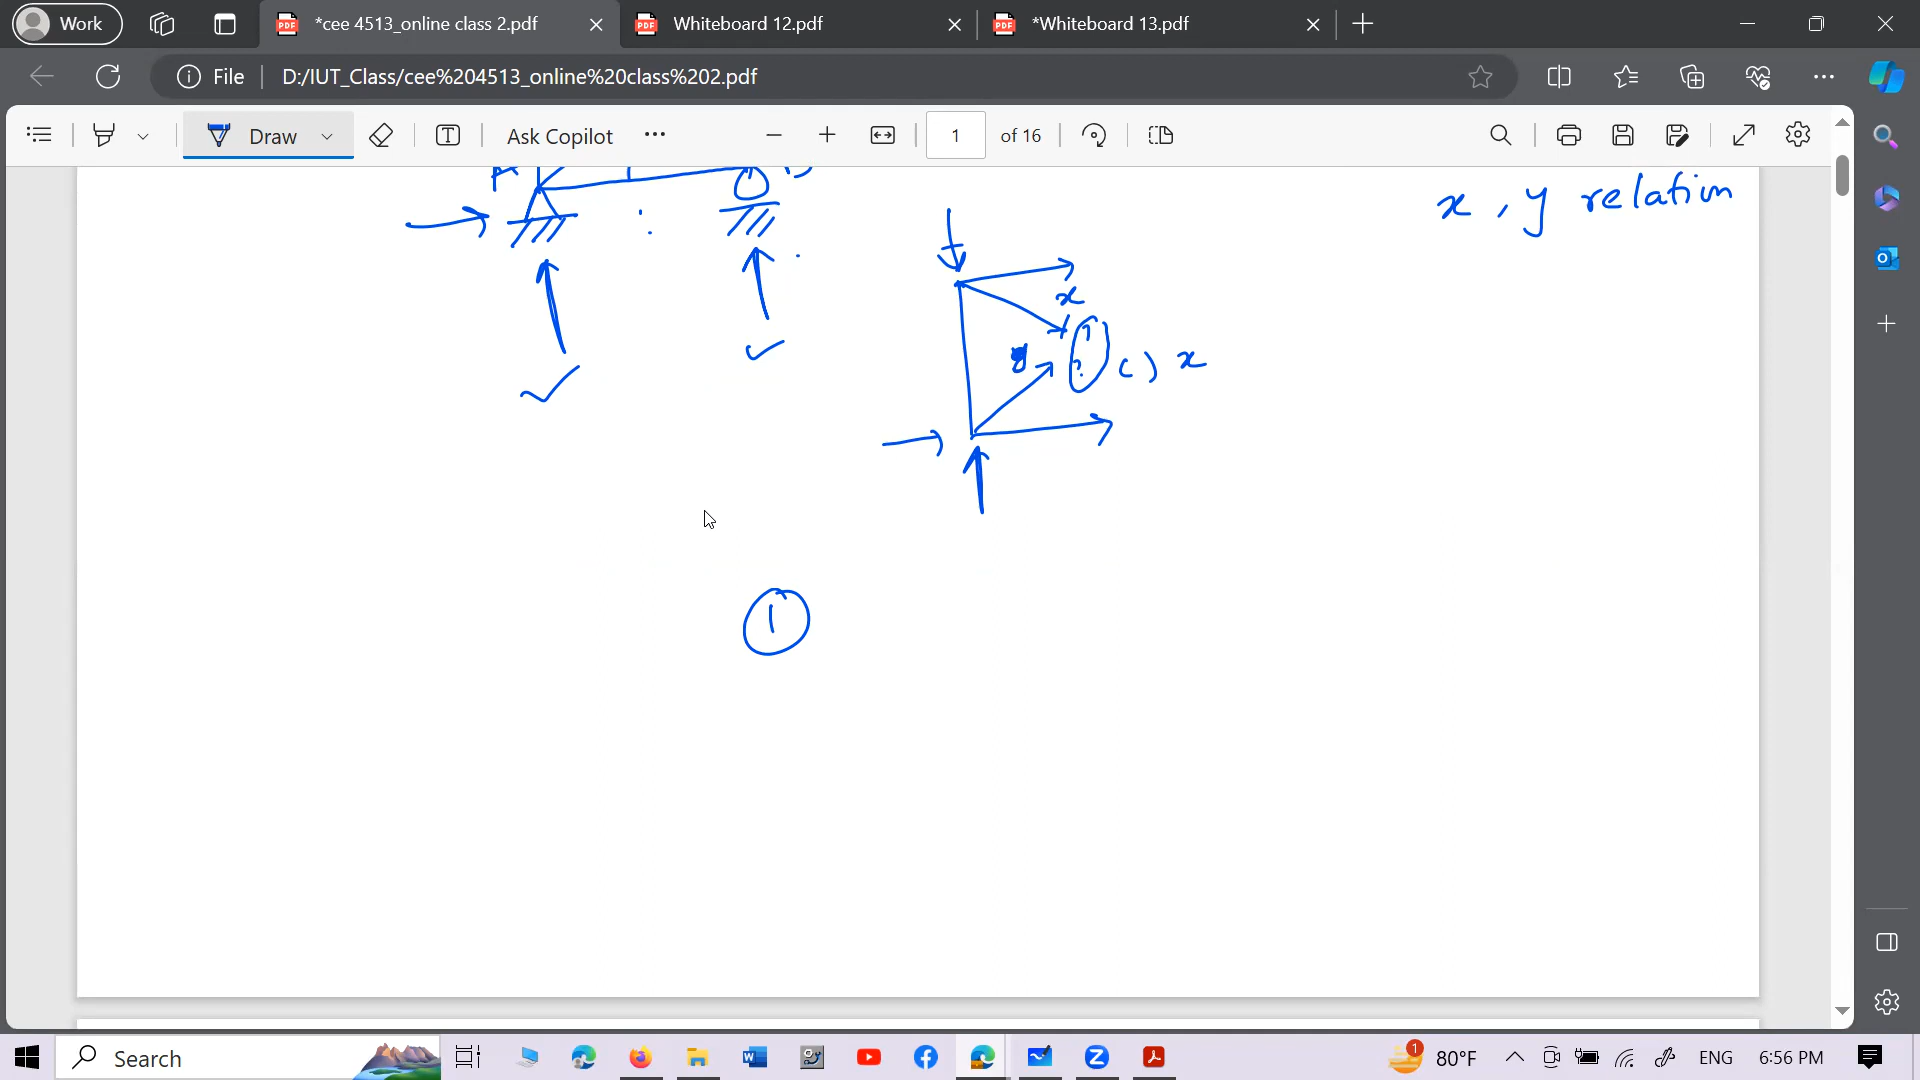 Work
*cee 4513_online class 2.pdf
Whiteboard 12.pdf
*Whiteboard 13.pdf
File
D:/IUT_Class/cee%204513_online%20class%202.pdf
Draw
Ask Copilot
1
of 16
x , y relation
x
y
? ( ) x
1
Search
1
80°F
ENG
6:56 PM